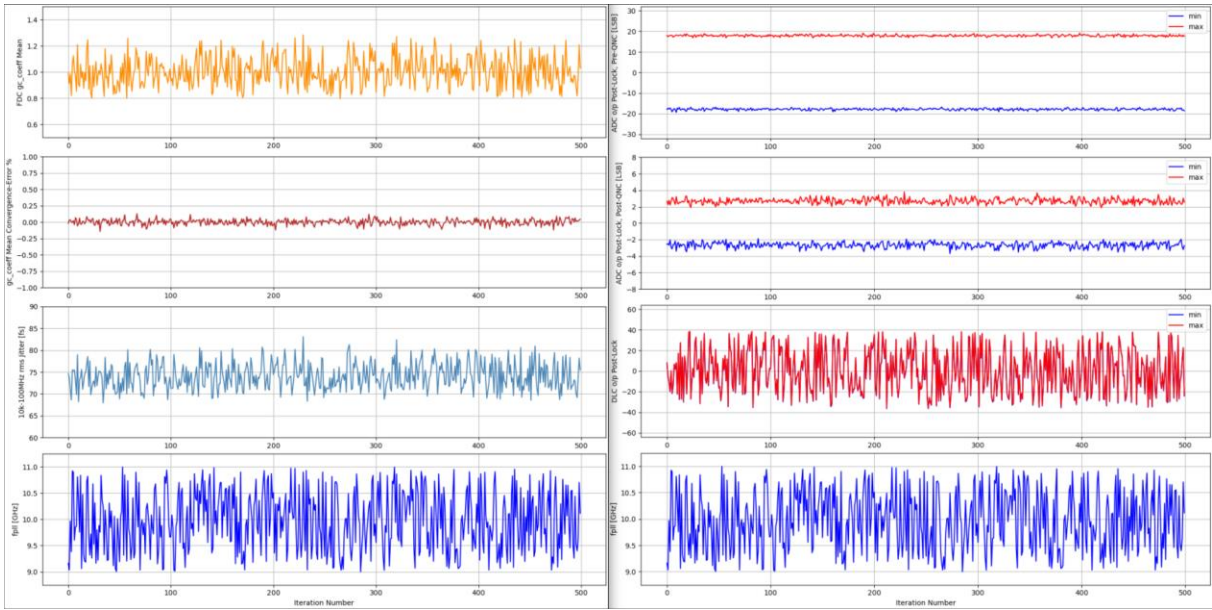 FDC gc_coeff Mean
1.4
1.2
1.0
0.8
0.6
0 100 200 300 400 500
gc_coeff Mean Convergence-Error %
1.00
0.75
0.50
0.25
0.00
−0.25
−0.50
−0.75
−1.00
0 100 200 300 400 500
10k-100MHz rms Jitter [fs]
90
85
80
75
70
65
60
0 100 200 300 400 500
fpll [GHz]
11.0
10.5
10.0
9.5
9.0
0 100 200 300 400 500
Iteration Number
ADC o/p Post-Lock, Pre-QNC [LSB]
30
20
10
0
−10
−20
−30
min
max
0 100 200 300 400 500
ADC o/p Post-Lock, Post-QNC [LSB]
8
6
4
2
0
−2
−4
−6
−8
min
max
0 100 200 300 400 500
DLC o/p Post-Lock
60
40
20
0
−20
−40
−60
min
max
0 100 200 300 400 500
fpll [GHz]
11.0
10.5
10.0
9.5
9.0
0 100 200 300 400 500
Iteration Number